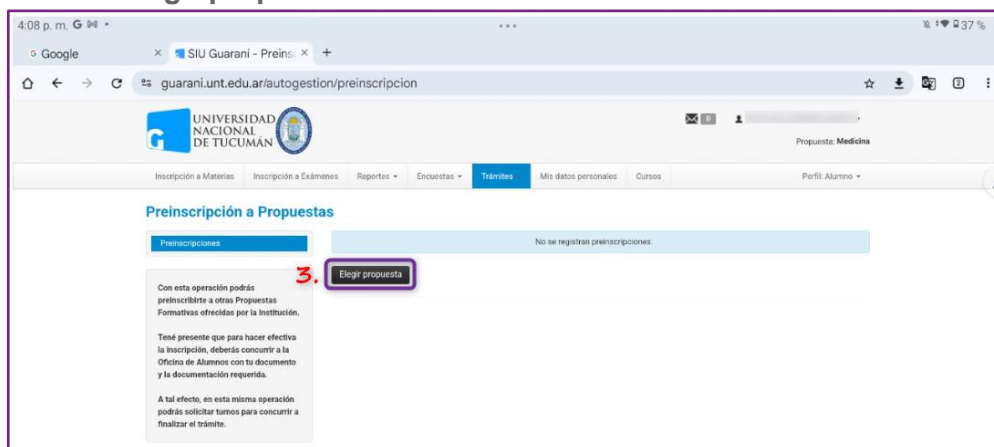 4:08 p. m. G
37 %
Google × SIU Guaraní - Preins × +
guarani.unt.edu.ar/autogestion/preinscripcion
2
UNIVERSIDAD
NACIONAL
DE TUCUMÁN
0
Propuesta: Medicina
Inscripción a Materias Inscripción a Exámenes Reportes Encuestas Trámites Mis datos personales Cursos Perfil: Alumno
Preinscripción a Propuestas
Preinscripciones
No se registran preinscripciones.
3. Elegir propuesta
Con esta operación podrás
preinscribirte a otras Propuestas
Formativas ofrecidas por la Institución.
Tené presente que para hacer efectiva
la inscripción, deberás concurrir a la
Oficina de Alumnos con tu documento
y la documentación requerida.
A tal efecto, en esta misma operación
podrás solicitar turnos para concurrir a
finalizar el trámite.